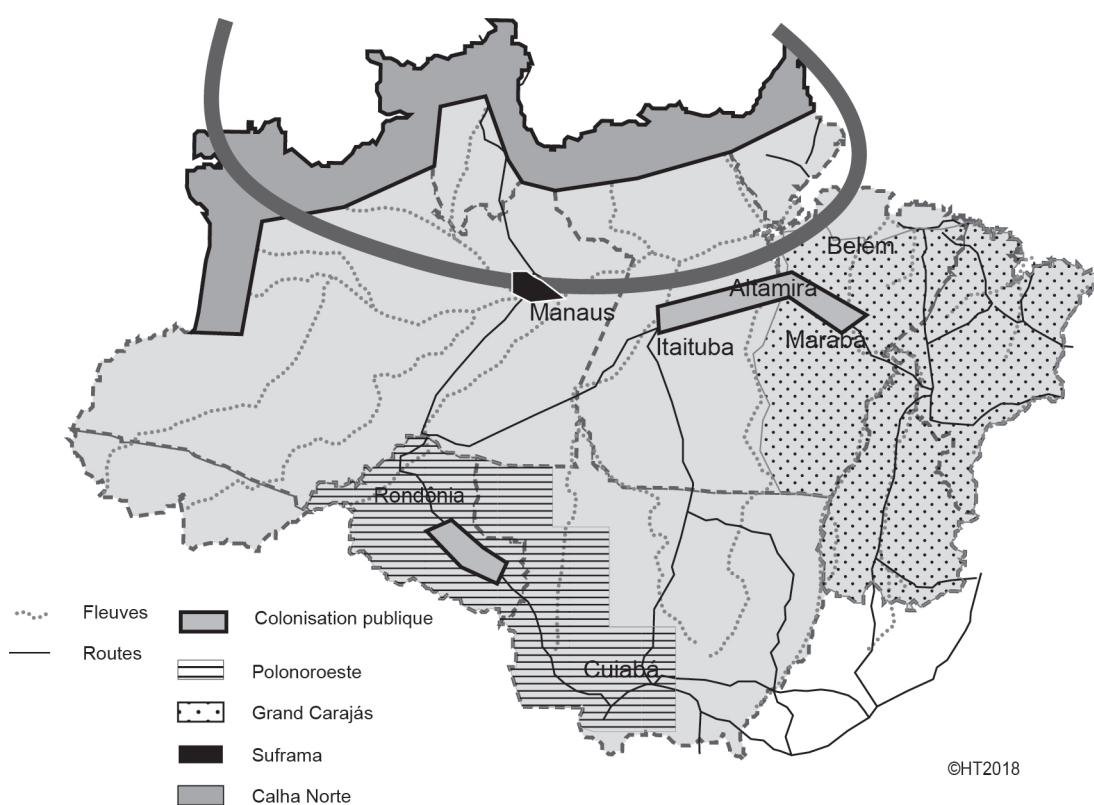 Belém
Altamira
Manaus
Itaituba
Marabá
Rondônia
Cuiabá
Fleuves
Routes
Colonisation publique
Polonoroeste
Grand Carajás
Suframa
Calha Norte
©HT2018